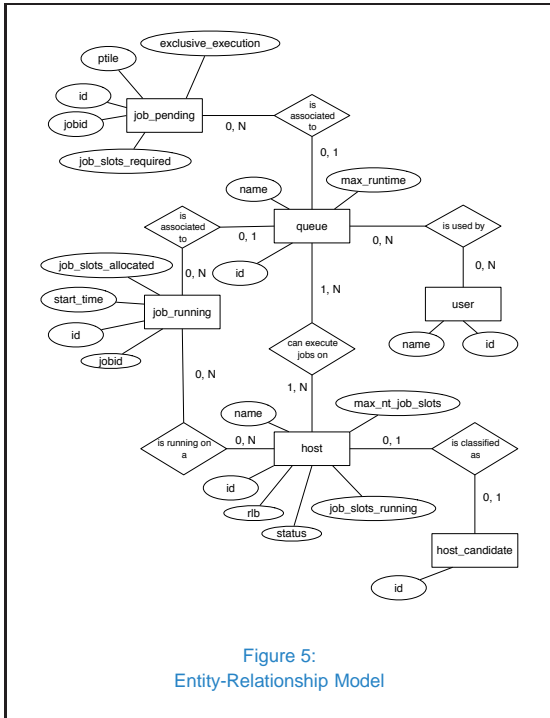 exclusive_execution
ptile
id
jobid
job_pending
job_slots_required
0, N
is
associated
to
0, 1
name
max_runtime
is
associated
to
0, 1
queue
0, N
is used by
id
0, N
job_slots_allocated
start_time
id
jobid
job_running
1, N
0, N
user
name
id
can execute
jobs on
0, N
1, N
name
max_nt_job_slots
is running on
a
0, N
host
0, 1
is classified
as
id
rlb
status
job_slots_running
0, 1
host_candidate
id
Figure 5:
Entity-Relationship Model